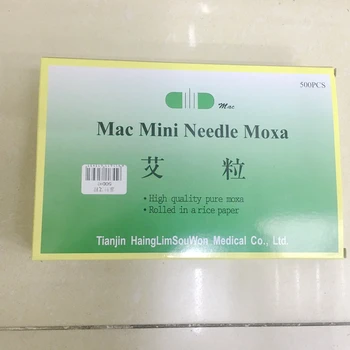 500PCS
Mac
Mac Mini Needle Moxa
艾 粒
• High quality pure moxa
• Rolled in a rice paper
Tianjin HaingLimSouWon Medical Co., Ltd.